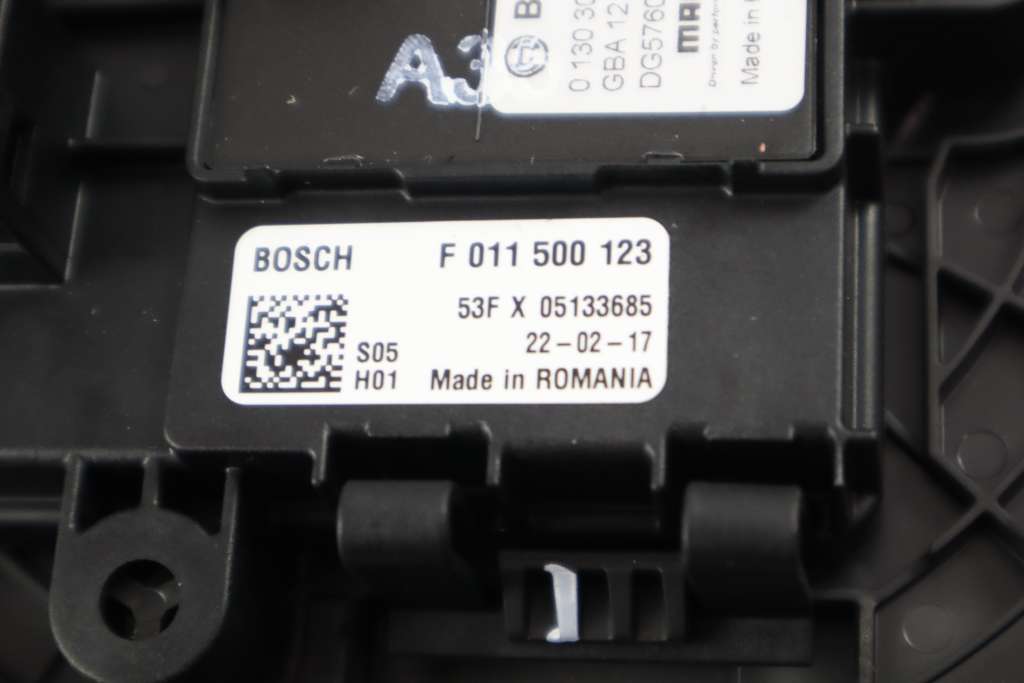 A3
0 130 30
GBA 12
DG5760
Made in
BOSCH F 011 500 123
53F X 05133685
22-02-17
S05
H01 Made in ROMANIA